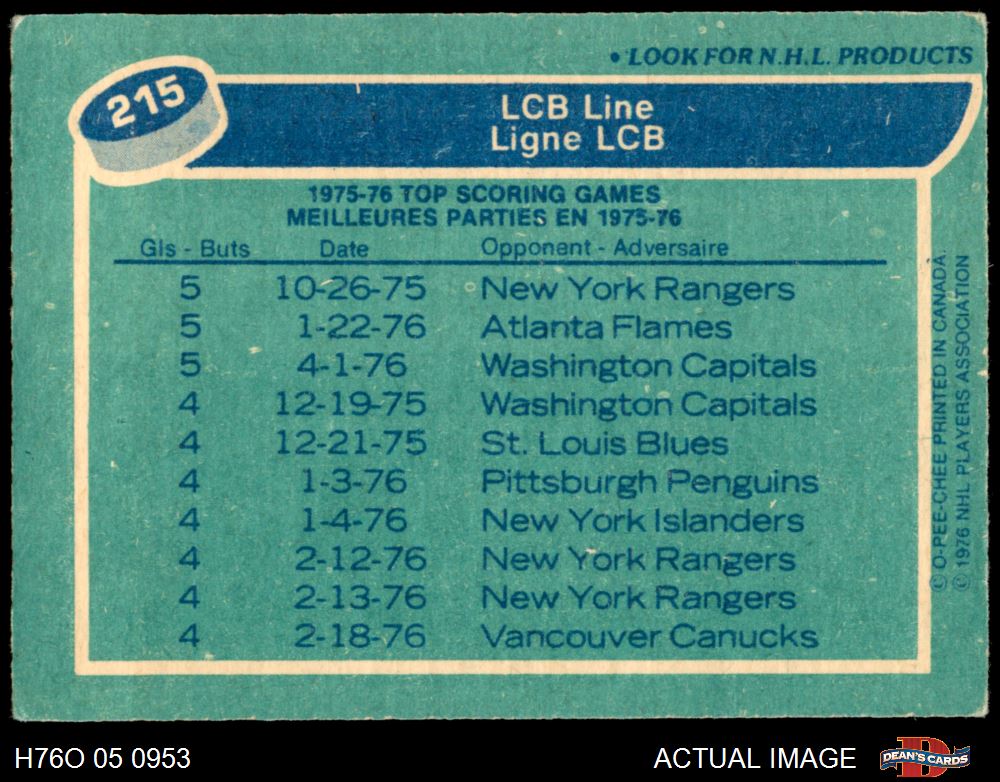 • LOOK FOR N.H.L. PRODUCTS
215
LCB Line
Ligne LCB
1975-76 TOP SCORING GAMES
MEILLEURES PARTIES EN 1975-76
Gls - Buts Date Opponent - Adversaire
5 10-26-75 New York Rangers
5 1-22-76 Atlanta Flames
5 4-1-76 Washington Capitals
4 12-19-75 Washington Capitals
4 12-21-75 St. Louis Blues
4 1-3-76 Pittsburgh Penguins
4 1-4-76 New York Islanders
4 2-12-76 New York Rangers
4 2-13-76 New York Rangers
4 2-18-76 Vancouver Canucks
© O-PEE-CHEE PRINTED IN CANADA.
© 1976 NHL PLAYERS ASSOCIATION
H76O 05 0953
ACTUAL IMAGE
D
DEAN'S CARDS